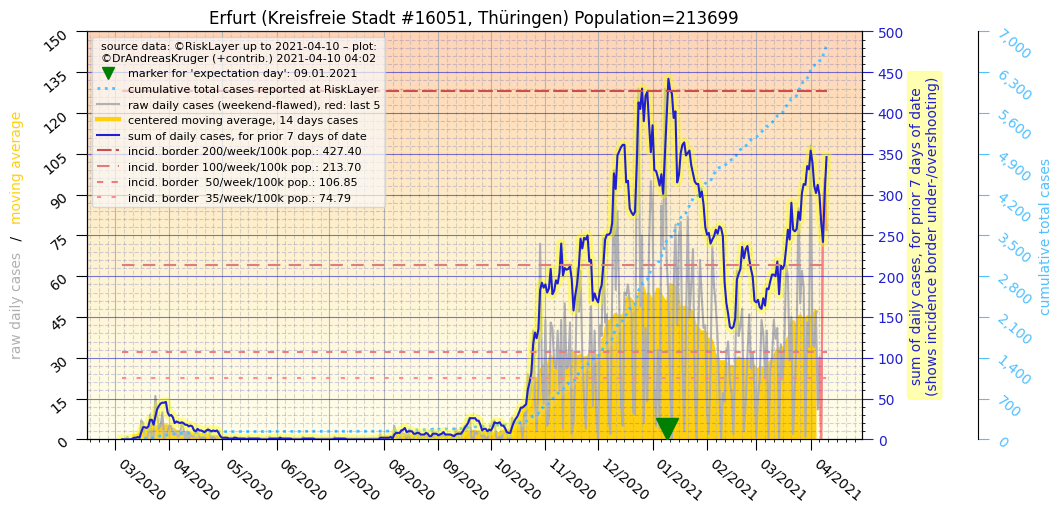 Erfurt (Kreisfreie Stadt #16051, Thüringen) Population=213699
source data: ©RiskLayer up to 2021-04-10 – plot:
©DrAndreasKruger (+contrib.) 2021-04-10 04:02
marker for 'expectation day': 09.01.2021
cumulative total cases reported at RiskLayer
raw daily cases (weekend-flawed), red: last 5
centered moving average, 14 days cases
sum of daily cases, for prior 7 days of date
incid. border 200/week/100k pop.: 427.40
incid. border 100/week/100k pop.: 213.70
incid. border  50/week/100k pop.: 106.85
incid. border  35/week/100k pop.: 74.79
raw daily cases   /   moving average
150
135
120
105
90
75
60
45
30
15
0
03/2020
04/2020
05/2020
06/2020
07/2020
08/2020
09/2020
10/2020
11/2020
12/2020
01/2021
02/2021
03/2021
04/2021
500
450
400
350
300
250
200
150
100
50
0
sum of daily cases, for prior 7 days of date
(shows incidence border under-/overshooting)
7,000
6,300
5,600
4,900
4,200
3,500
2,800
2,100
1,400
700
0
cumulative total cases